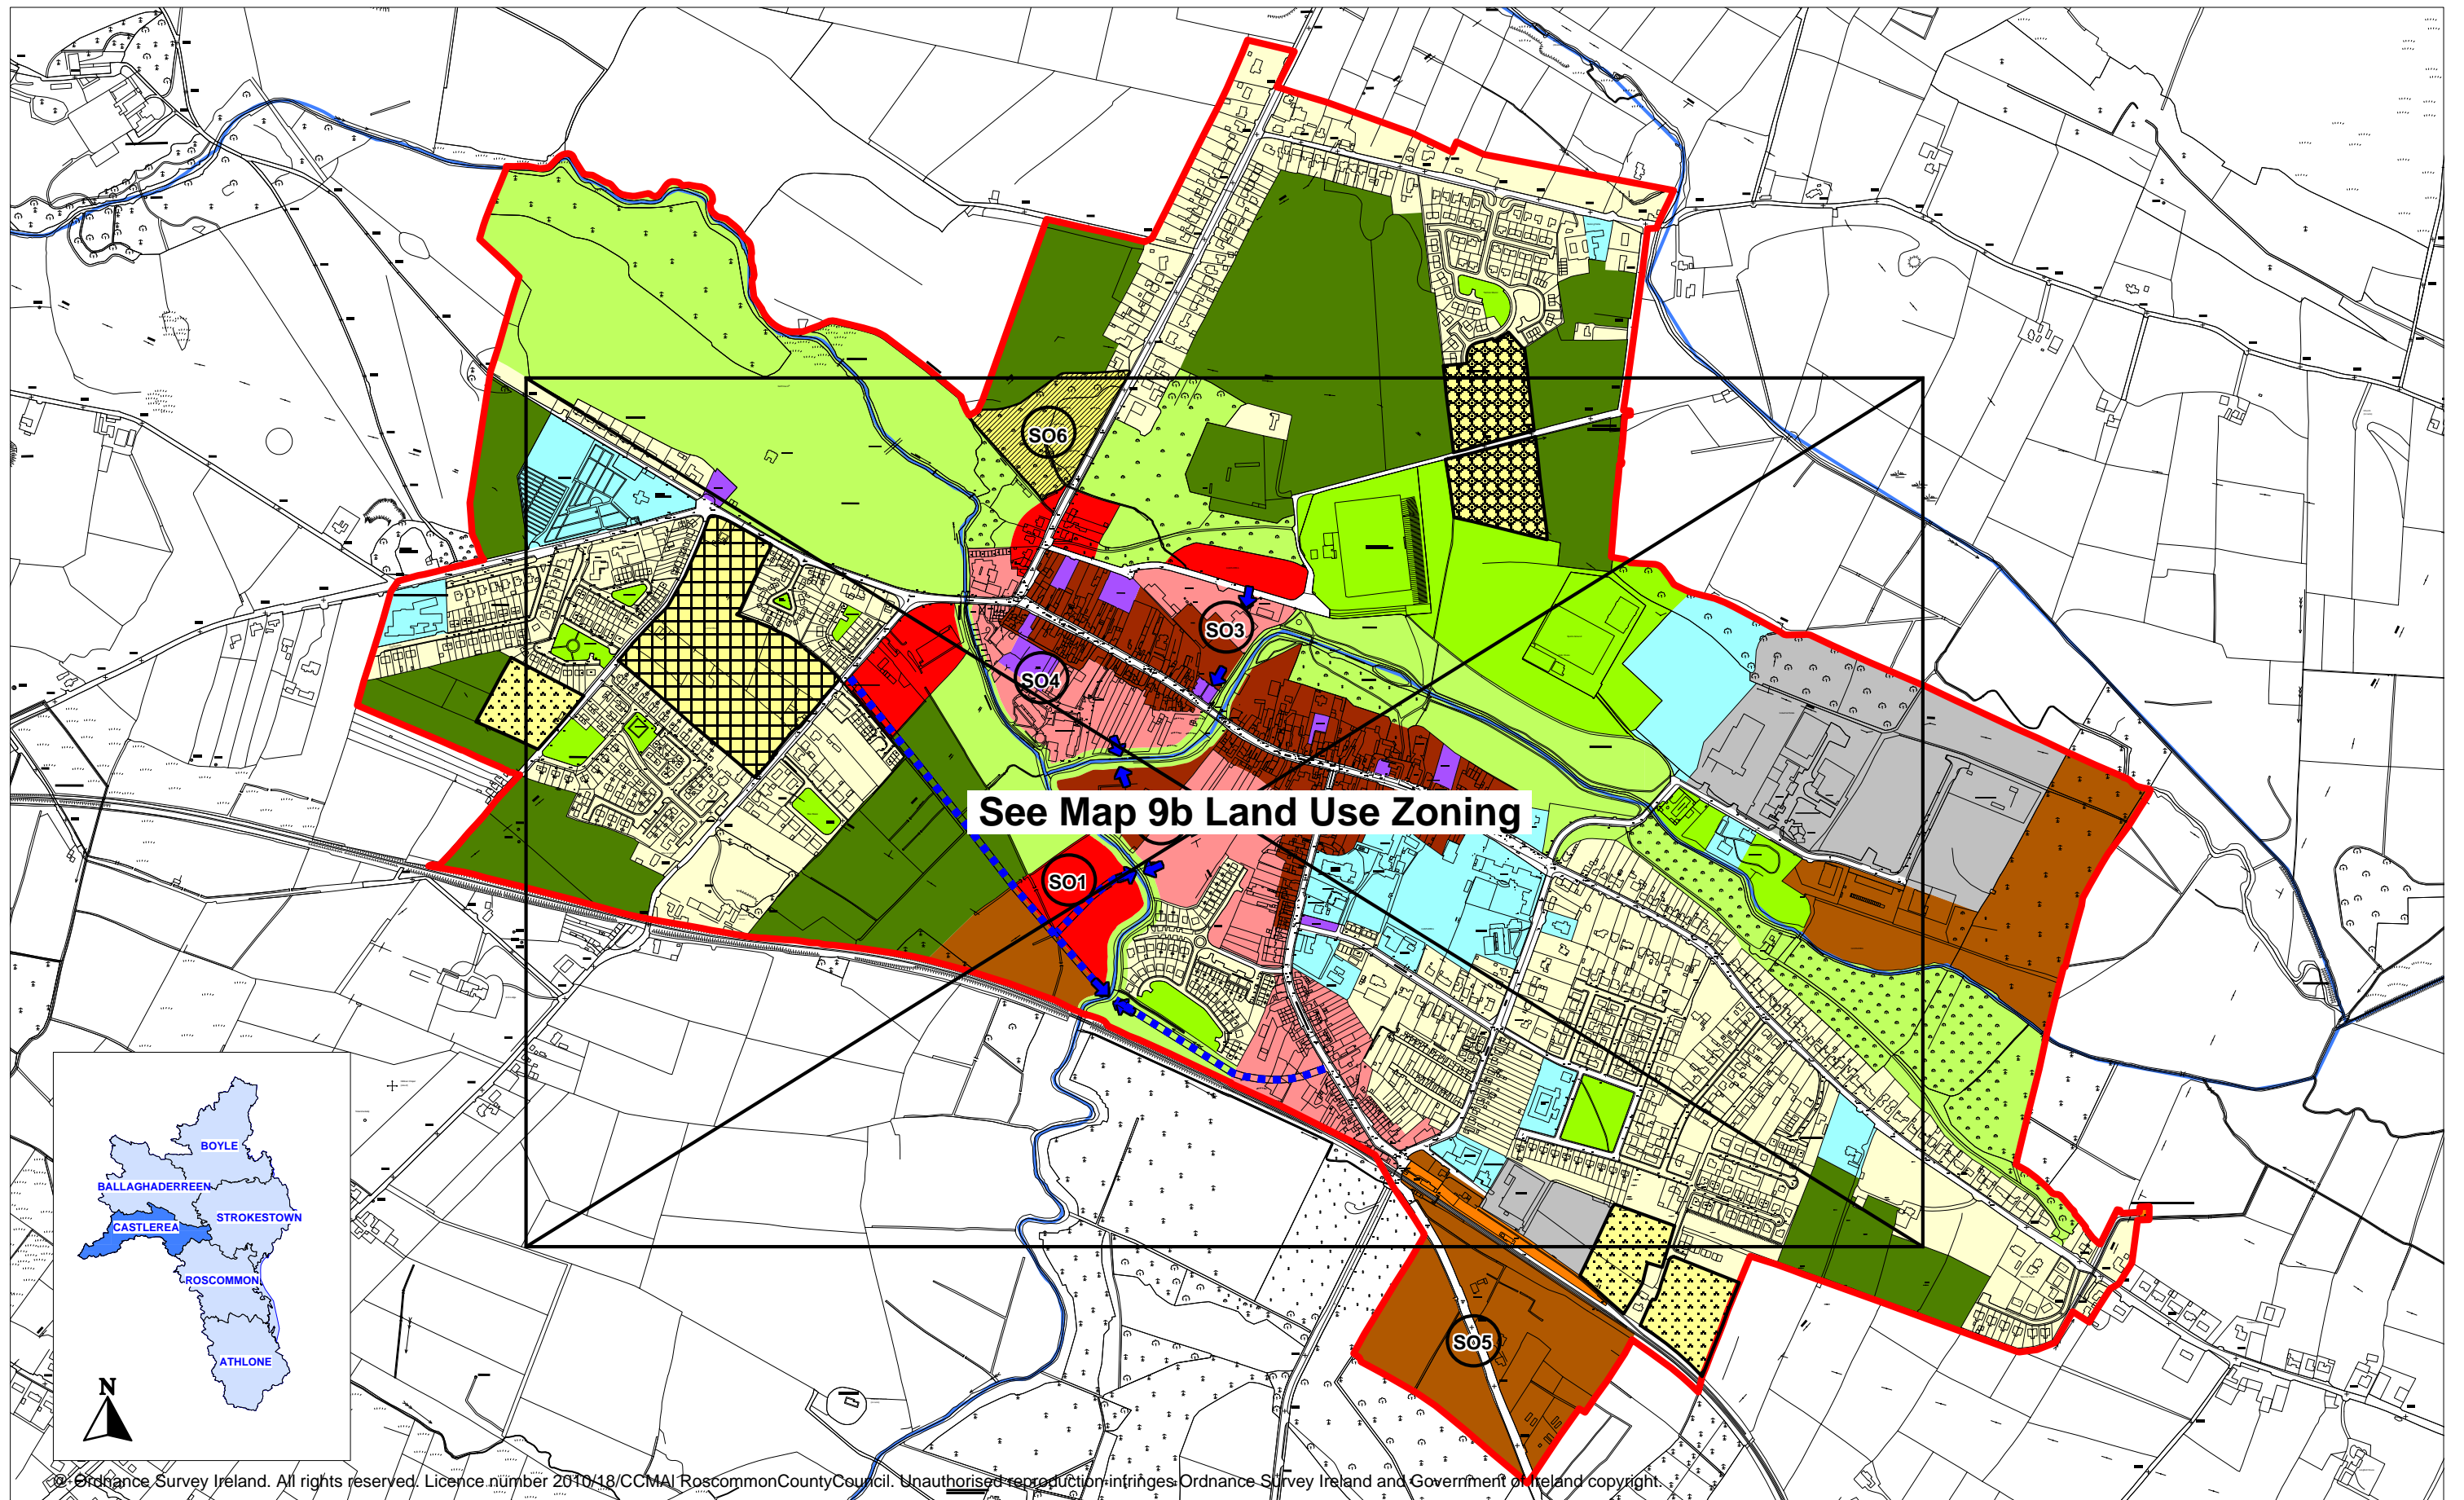 SO6
SO3
SO4
See Map 9b Land Use Zoning
SO1
SO5
BOYLE
BALLAGHADERREEN
STROKESTOWN
CASTLEREA
ROSCOMMON
ATHLONE
N
@ Ordnance Survey Ireland. All rights reserved. Licence number 2010/18/CCMA/ RoscommonCountyCouncil. Unauthorised reproduction infringes Ordnance Survey Ireland and Government of Ireland copyright.